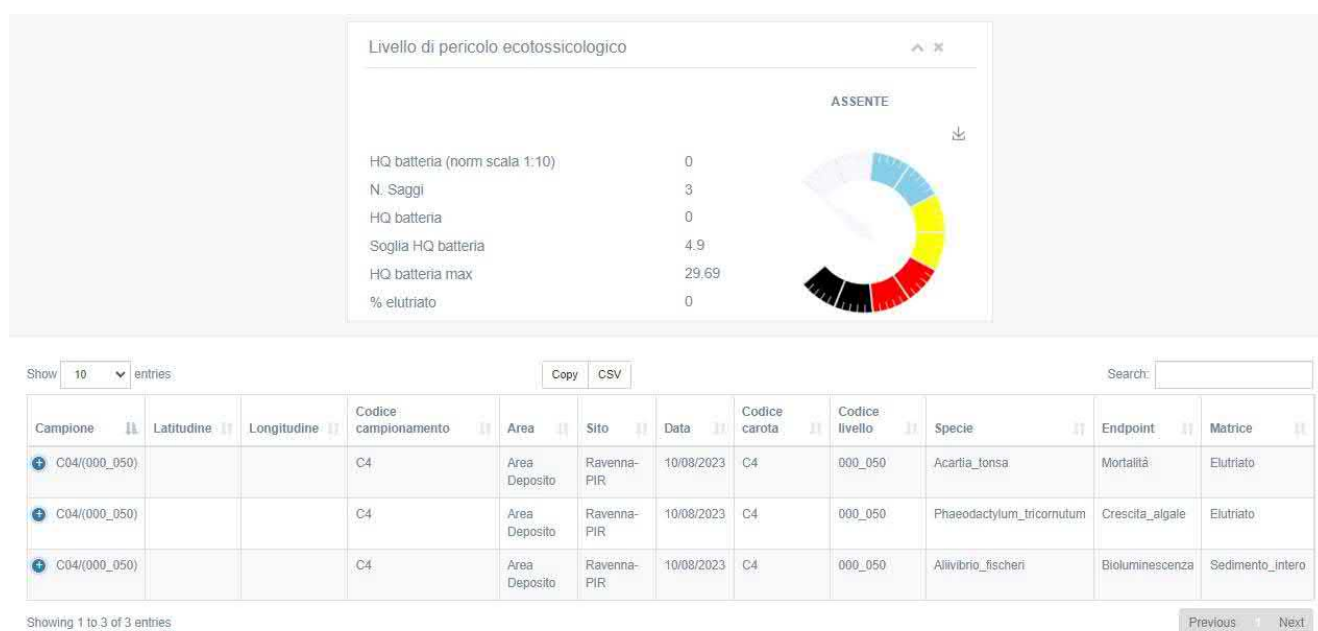 Livello di pericolo ecotossicologico
ASSENTE
HQ batteria (norm scala 1:10) 0
N. Saggi 3
HQ batteria 0
Soglia HQ batteria 4.9
HQ batteria max 29.69
% elutriato 0
Show 10 entries Copy CSV Search:
Campione Latitudine Longitudine Codice campionamento Area Sito Data Codice carota Codice livello Specie Endpoint Matrice
C04/(000_050) C4 Area Deposito Ravenna-PIR 10/08/2023 C4 000_050 Acartia_tonsa Mortalità Elutriato
C04/(000_050) C4 Area Deposito Ravenna-PIR 10/08/2023 C4 000_050 Phaeodactylum_tricornutum Crescita_algale Elutriato
C04/(000_050) C4 Area Deposito Ravenna-PIR 10/08/2023 C4 000_050 Aliivibrio_fischeri Bioluminescenza Sedimento_intero
Showing 1 to 3 of 3 entries Previous 1 Next